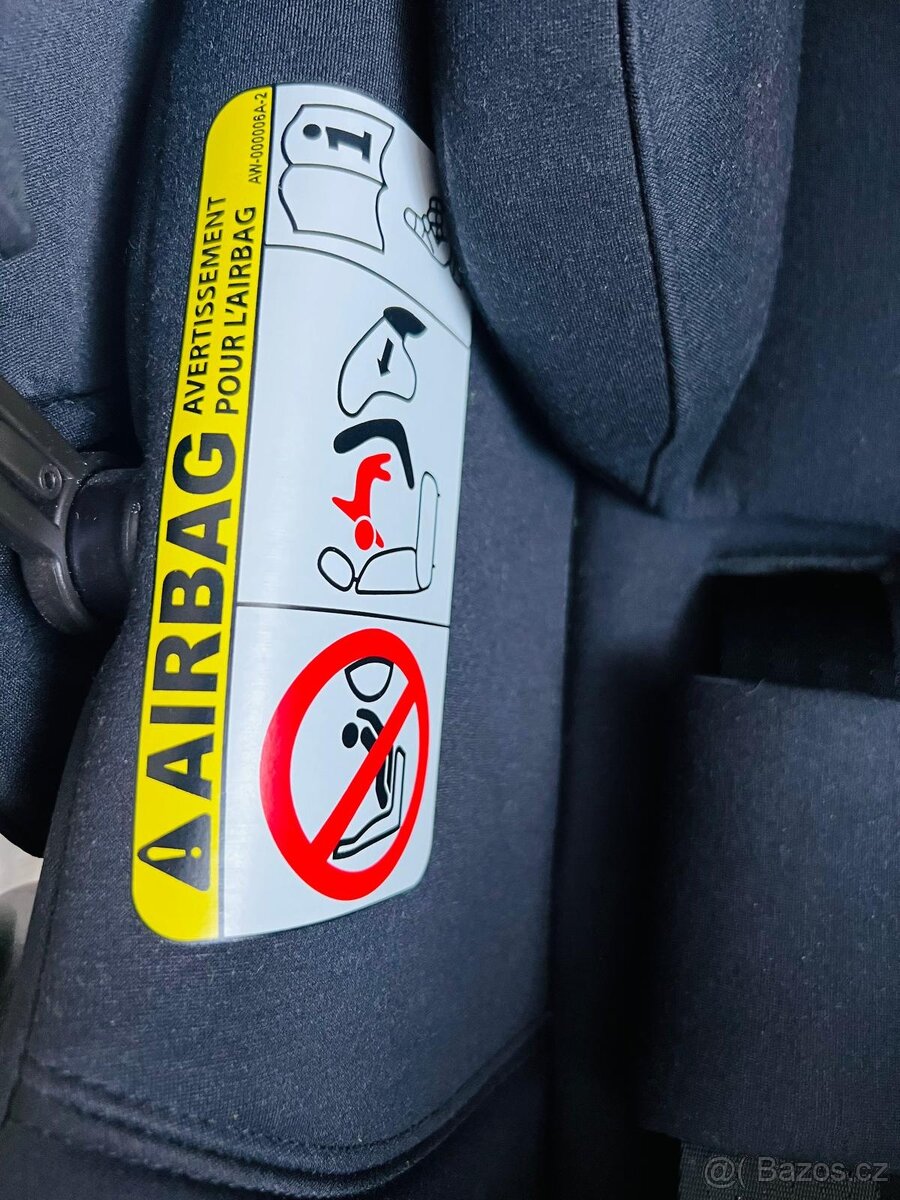 ⚠ AIRBAG
AVERTISSEMENT
POUR L'AIRBAG
AW-000006A-2
i
@( Bazos.cz